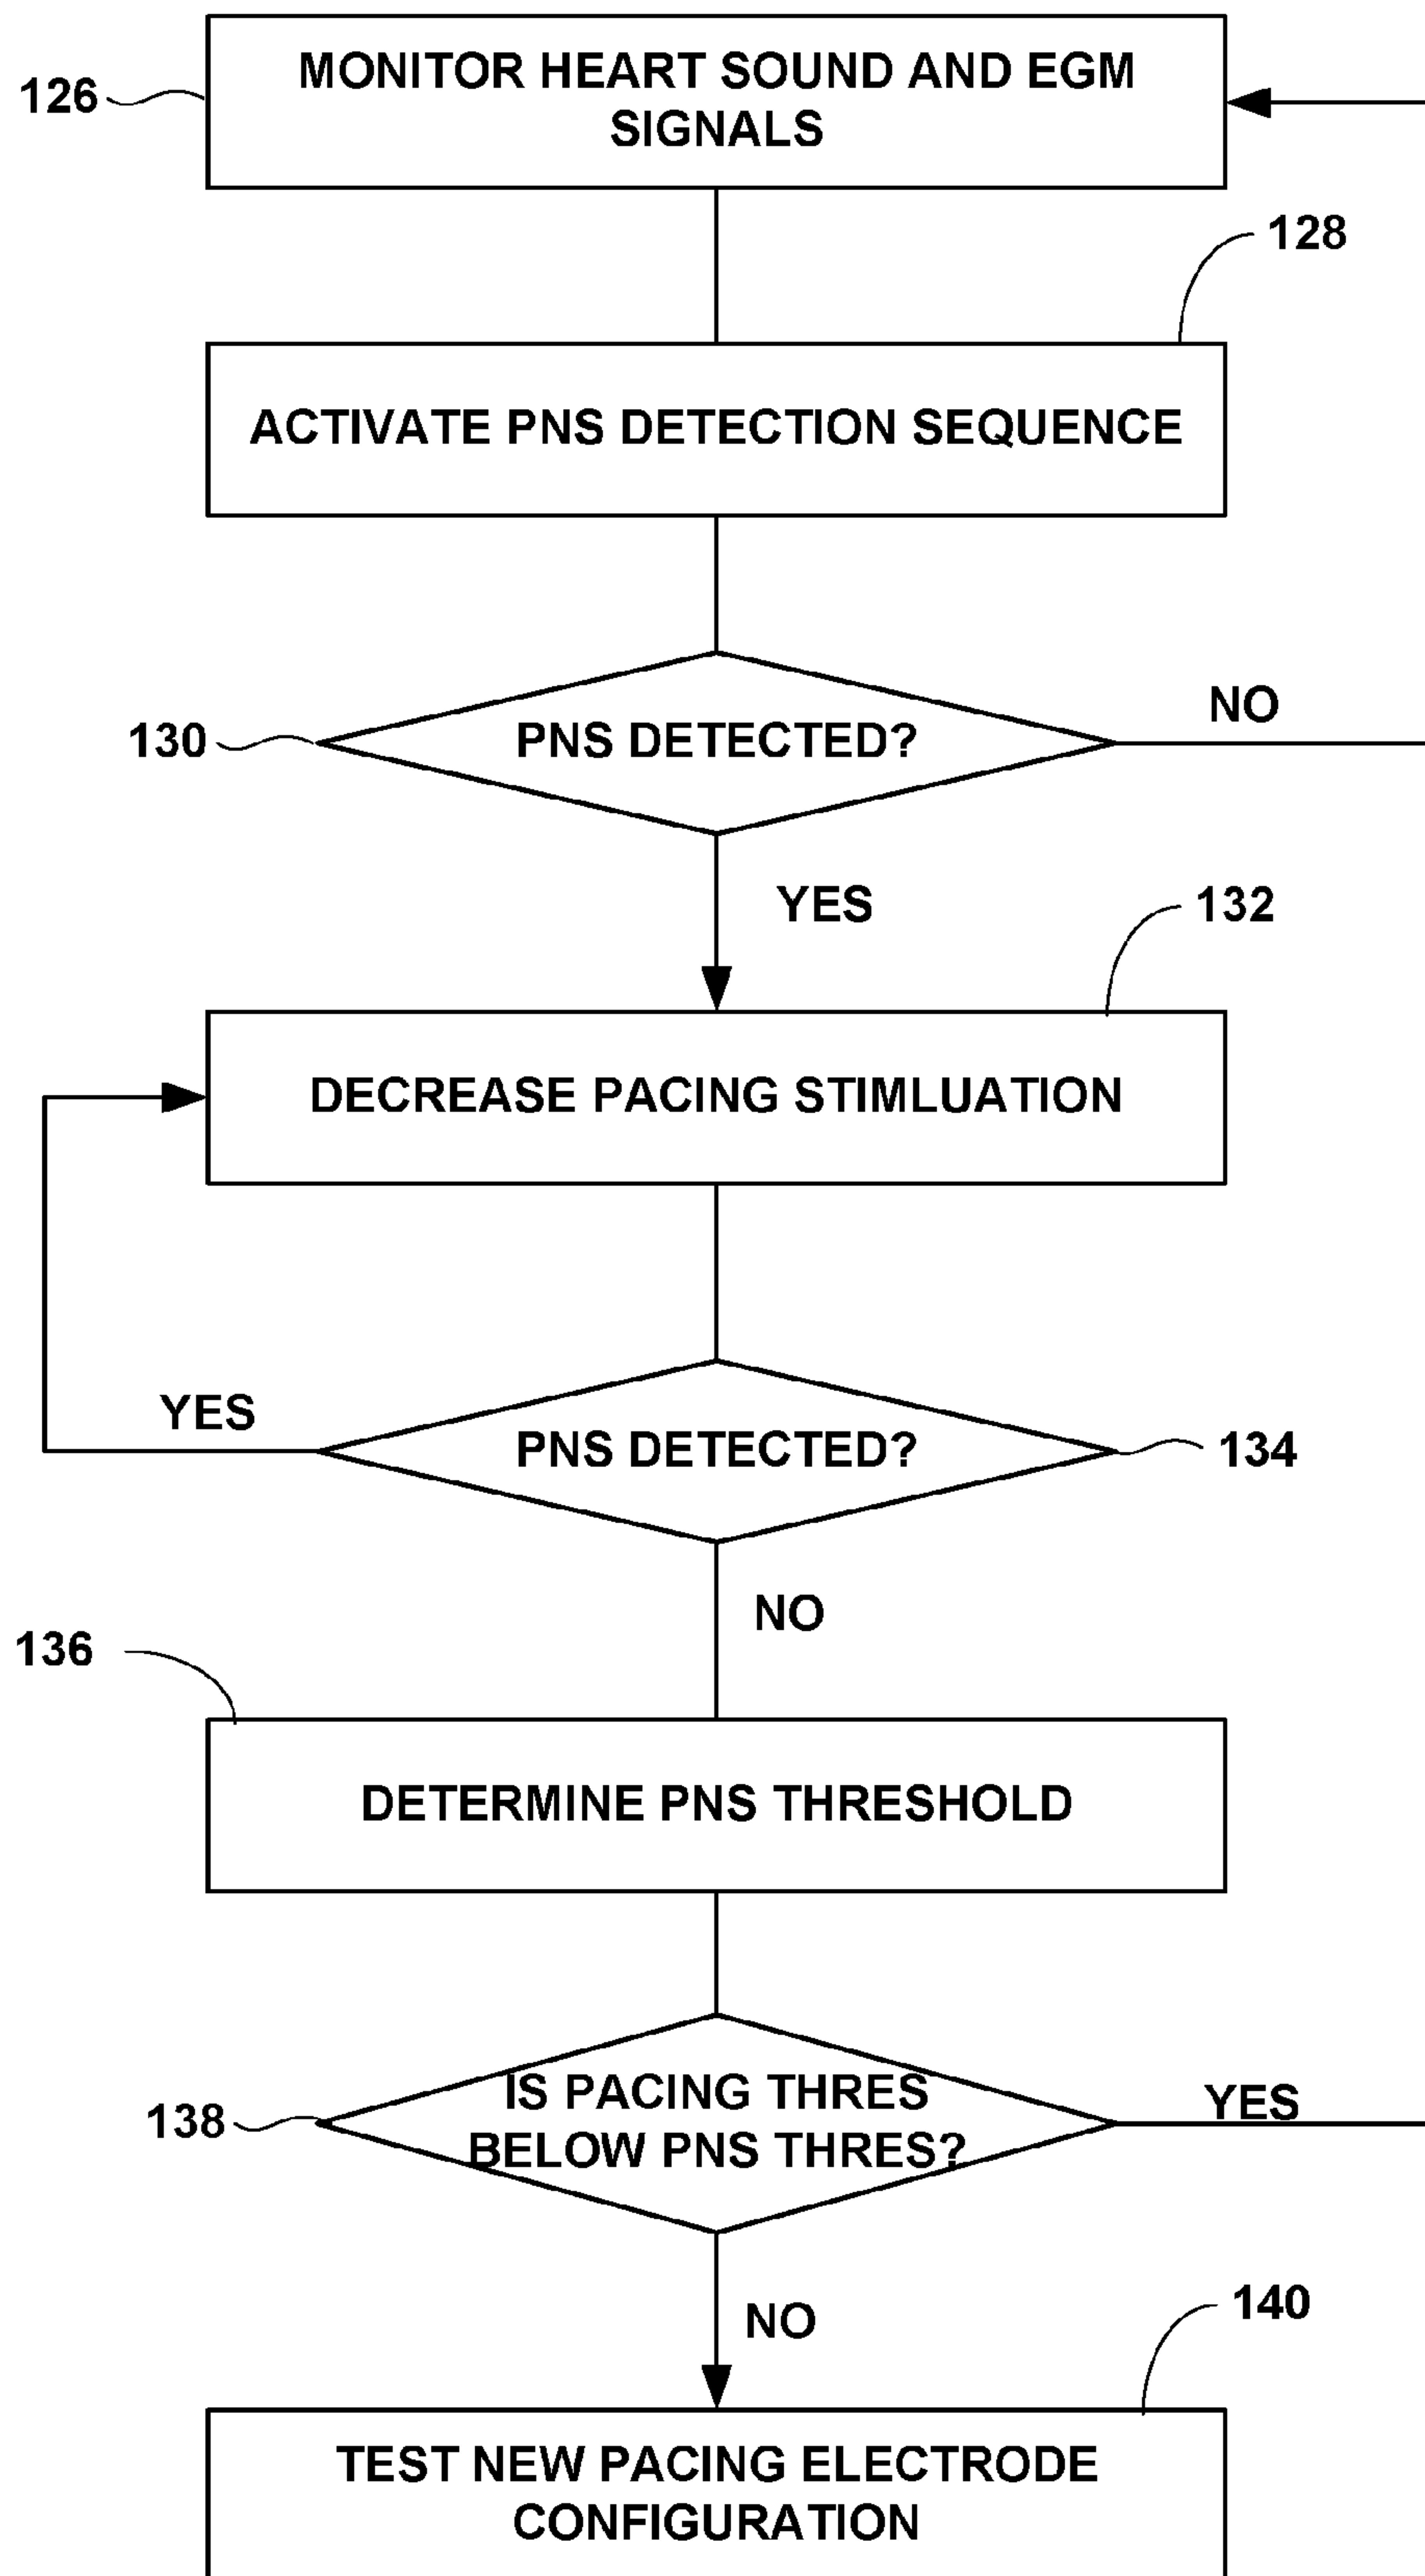 MONITOR HEART SOUND AND EGM
SIGNALS
126
128
ACTIVATE PNS DETECTION SEQUENCE
130
PNS DETECTED?
NO
YES
132
DECREASE PACING STIMLUATION
YES
PNS DETECTED?
134
NO
136
DETERMINE PNS THRESHOLD
138
IS PACING THRES
BELOW PNS THRES?
YES
NO
140
TEST NEW PACING ELECTRODE
CONFIGURATION